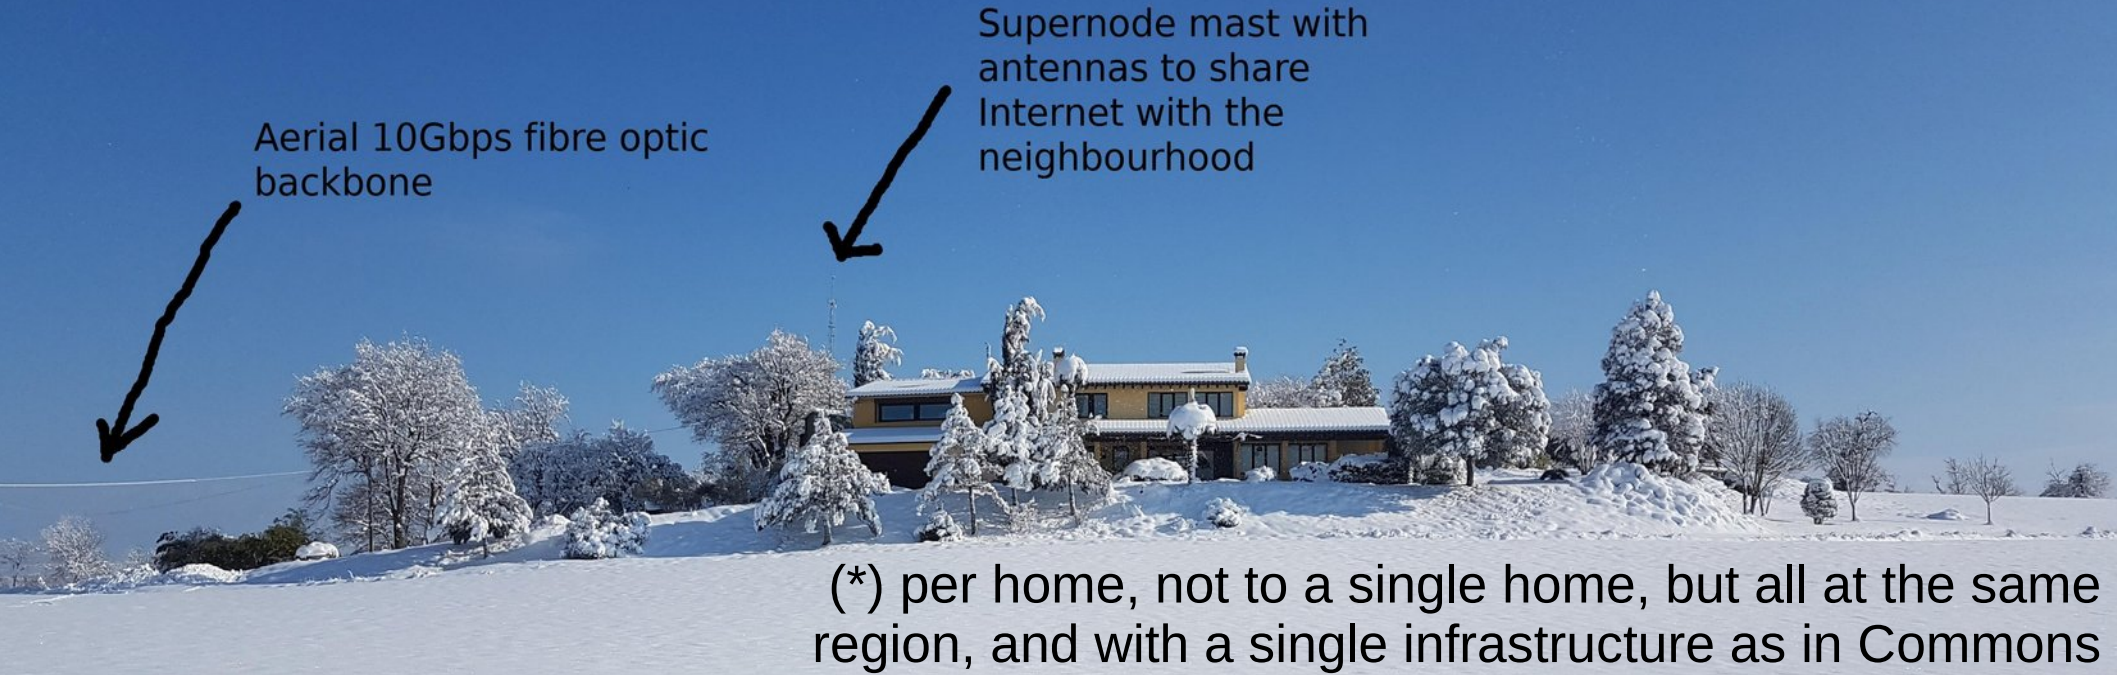 Supernode mast with
antennas to share
Internet with the
neighbourhood
Aerial 10Gbps fibre optic
backbone
(*) per home, not to a single home, but all at the same
region, and with a single infrastructure as in Commons